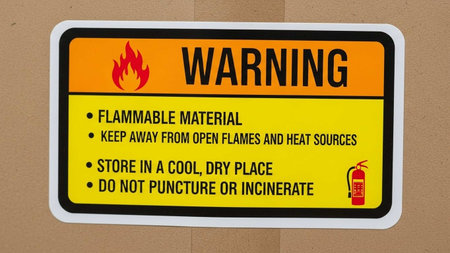 WARNING
• FLAMMABLE MATERIAL
• KEEP AWAY FROM OPEN FLAMES AND HEAT SOURCES
• STORE IN A COOL, DRY PLACE
• DO NOT PUNCTURE OR INCINERATE